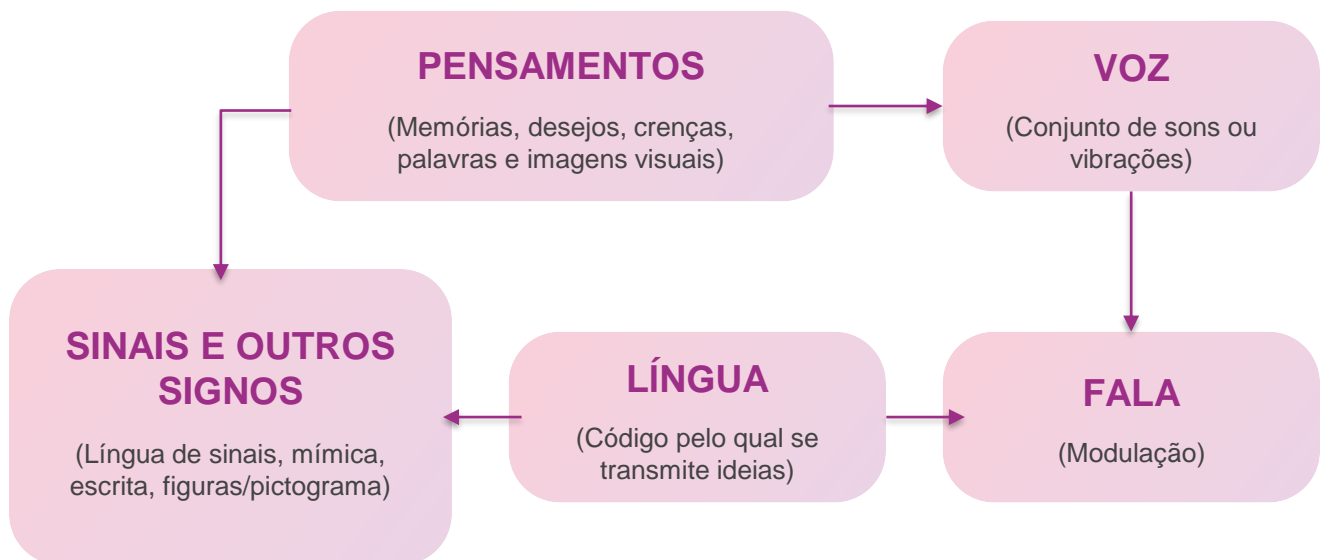 PENSAMENTOS
(Memórias, desejos, crenças,
palavras e imagens visuais)
VOZ
(Conjunto de sons ou
vibrações)
SINAIS E OUTROS
SIGNOS
(Língua de sinais, mímica,
escrita, figuras/pictograma)
LÍNGUA
(Código pelo qual se
transmite ideias)
FALA
(Modulação)